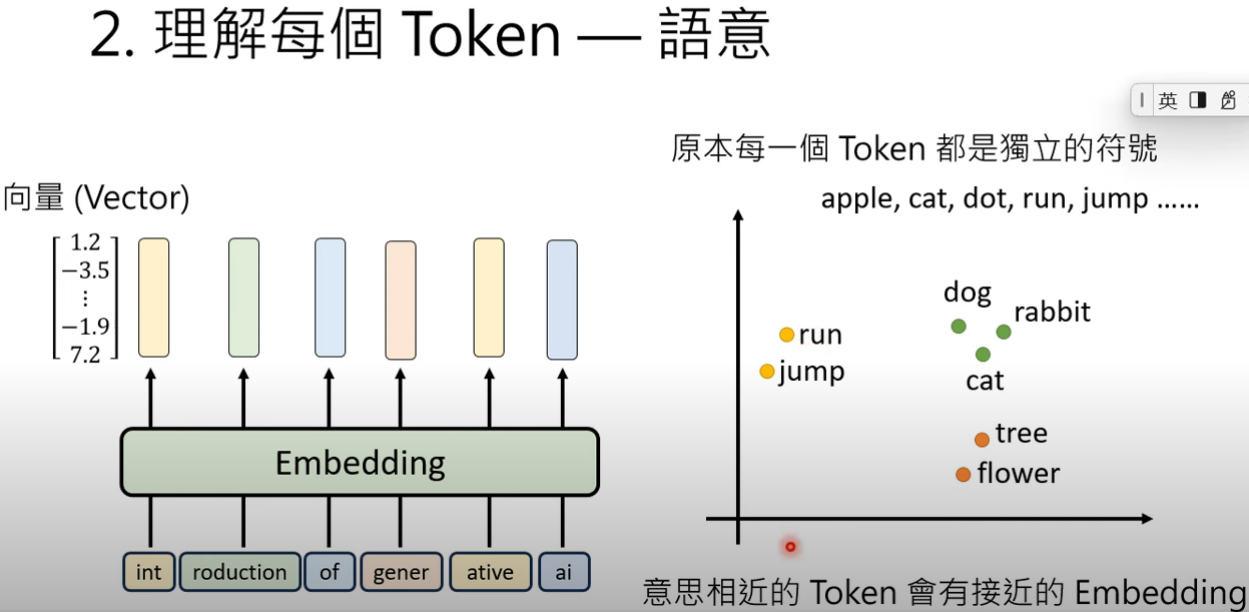 2. 理解每個 Token — 語意
英
原本每一個 Token 都是獨立的符號
apple, cat, dot, run, jump ……
向量 (Vector)
1.2
−3.5
⋮
−1.9
7.2
dog
rabbit
run
jump
cat
tree
flower
Embedding
int roduction of gener ative ai
意思相近的 Token 會有接近的 Embedding